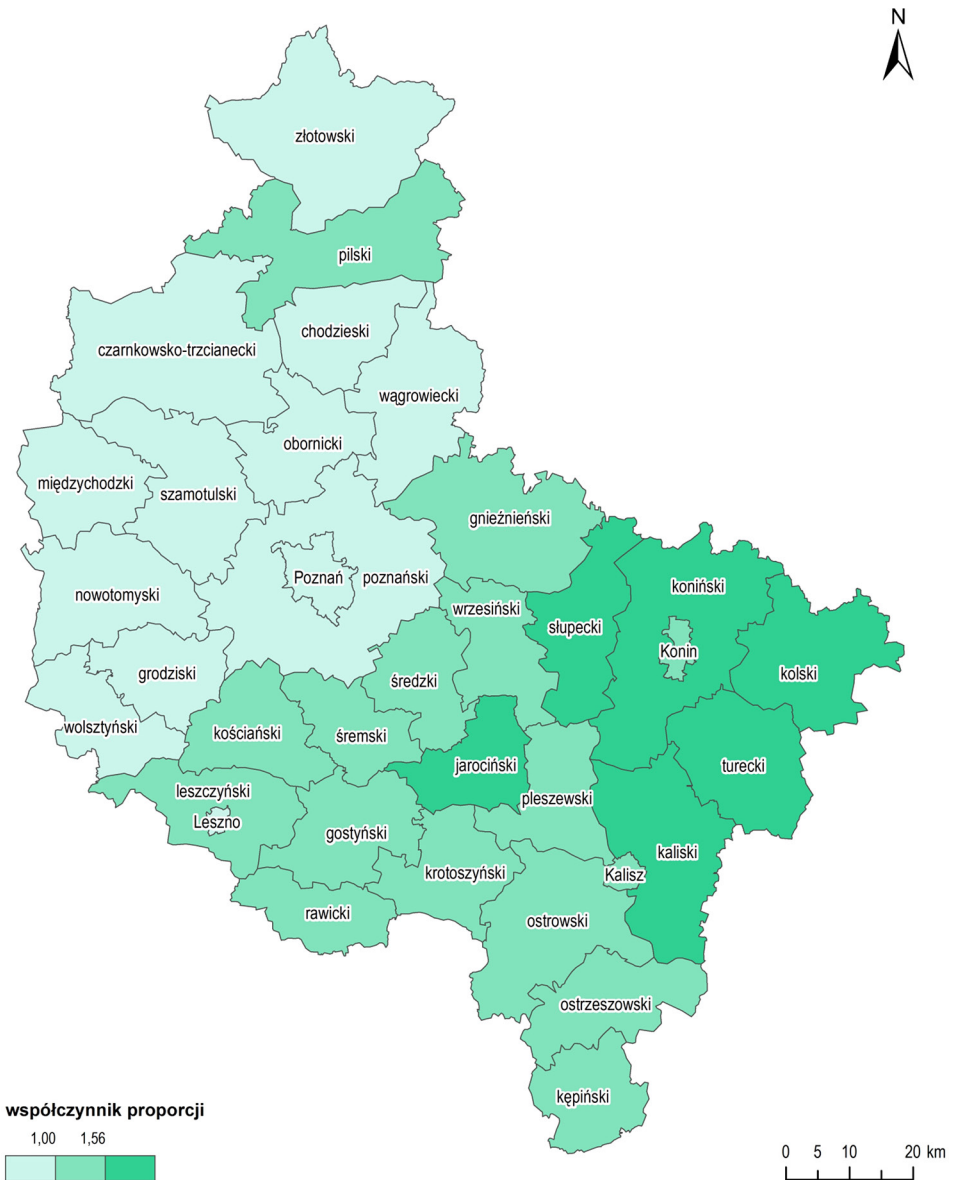 N
złotowski
pilski
chodzieski
czarnkowsko-trzcianecki
wągrowiecki
obornicki
międzychodzki
szamotulski
gnieźnieński
Poznań
poznański
koniński
nowotomyski
wrzesiński
słupecki
Konin
grodziski
kolski
średzki
wolsztyński
kościański
śremski
jarociński
turecki
leszczyński
pleszewski
Leszno
gostyński
kaliski
krotoszyński
Kalisz
rawicki
ostrowski
ostrzeszowski
kępiński
współczynnik proporcji
1,00 1,56
0 5 10 20 km